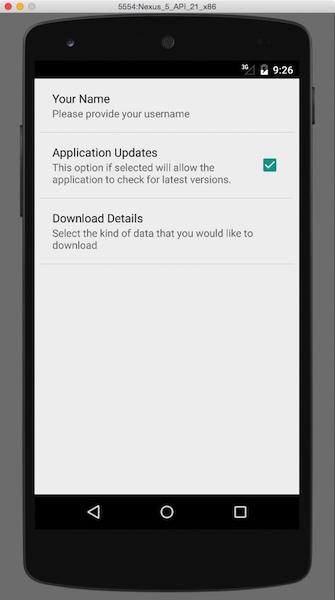 5554:Nexus_5_API_21_x86
3G 9:26
Your Name
Please provide your username
Application Updates
This option if selected will allow the
application to check for latest versions.
Download Details
Select the kind of data that you would like to
download